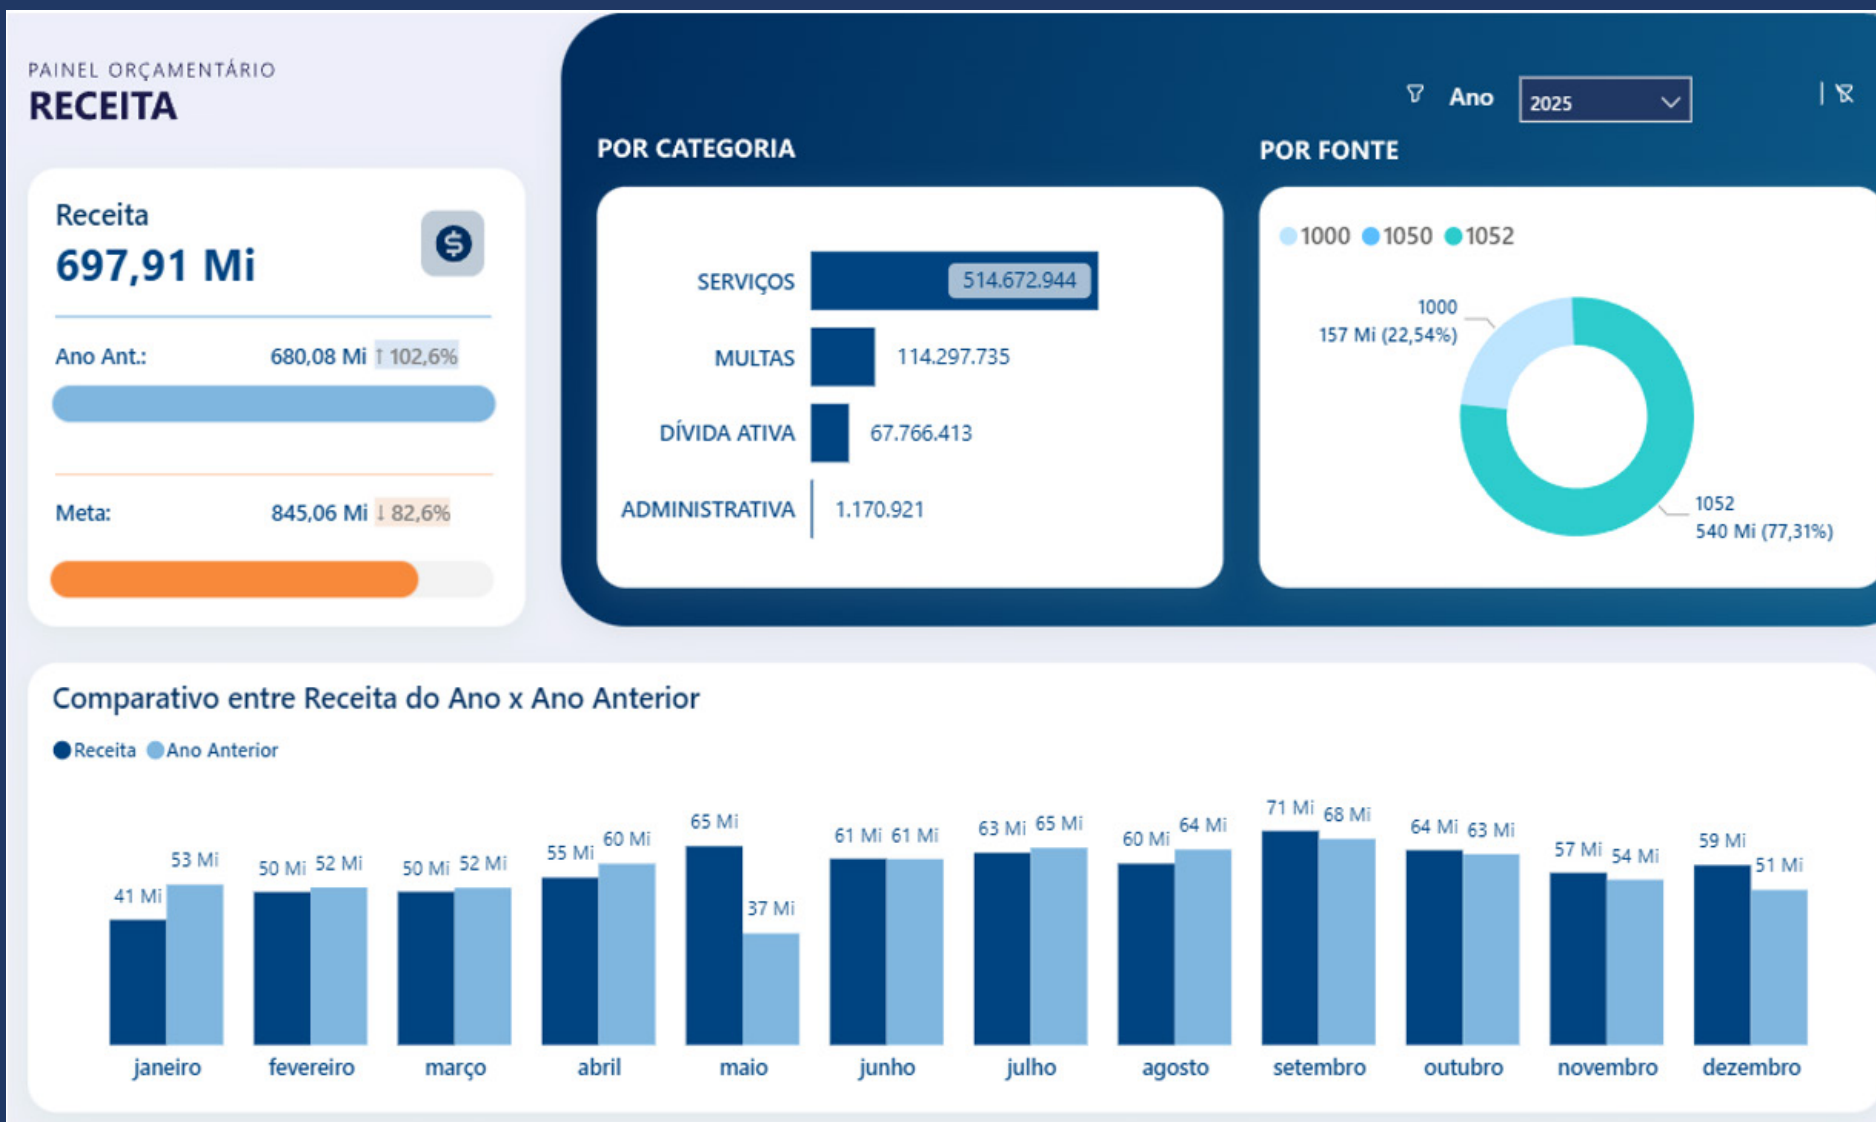 PAINEL ORÇAMENTÁRIO
RECEITA
Ano
2025
Receita
697,91 Mi
Ano Ant.: 680,08 Mi ↑ 102,6%
Meta: 845,06 Mi ↓ 82,6%
POR CATEGORIA
SERVIÇOS 514.672.944
MULTAS 114.297.735
DÍVIDA ATIVA 67.766.413
ADMINISTRATIVA 1.170.921
POR FONTE
1000 1050 1052
1000
157 Mi (22,54%)
1052
540 Mi (77,31%)
Comparativo entre Receita do Ano x Ano Anterior
Receita Ano Anterior
41 Mi 53 Mi 50 Mi 52 Mi 50 Mi 52 Mi 55 Mi 60 Mi 65 Mi 37 Mi 61 Mi 61 Mi 63 Mi 65 Mi 60 Mi 64 Mi 71 Mi 68 Mi 64 Mi 63 Mi 57 Mi 54 Mi 59 Mi 51 Mi
janeiro fevereiro março abril maio junho julho agosto setembro outubro novembro dezembro